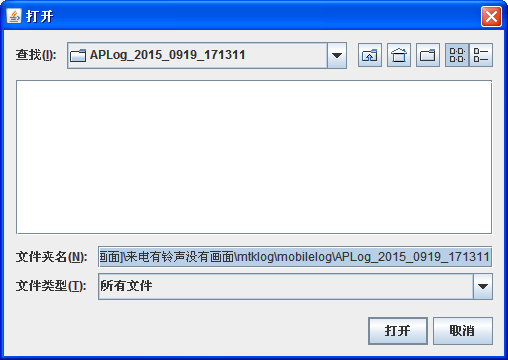 打开
查找(I): APLog_2015_0919_171311
文件夹名(N): 画面]\来电有铃声没有画面\mtklog\mobilelog\APLog_2015_0919_171311
文件类型(T): 所有文件
打开 取消